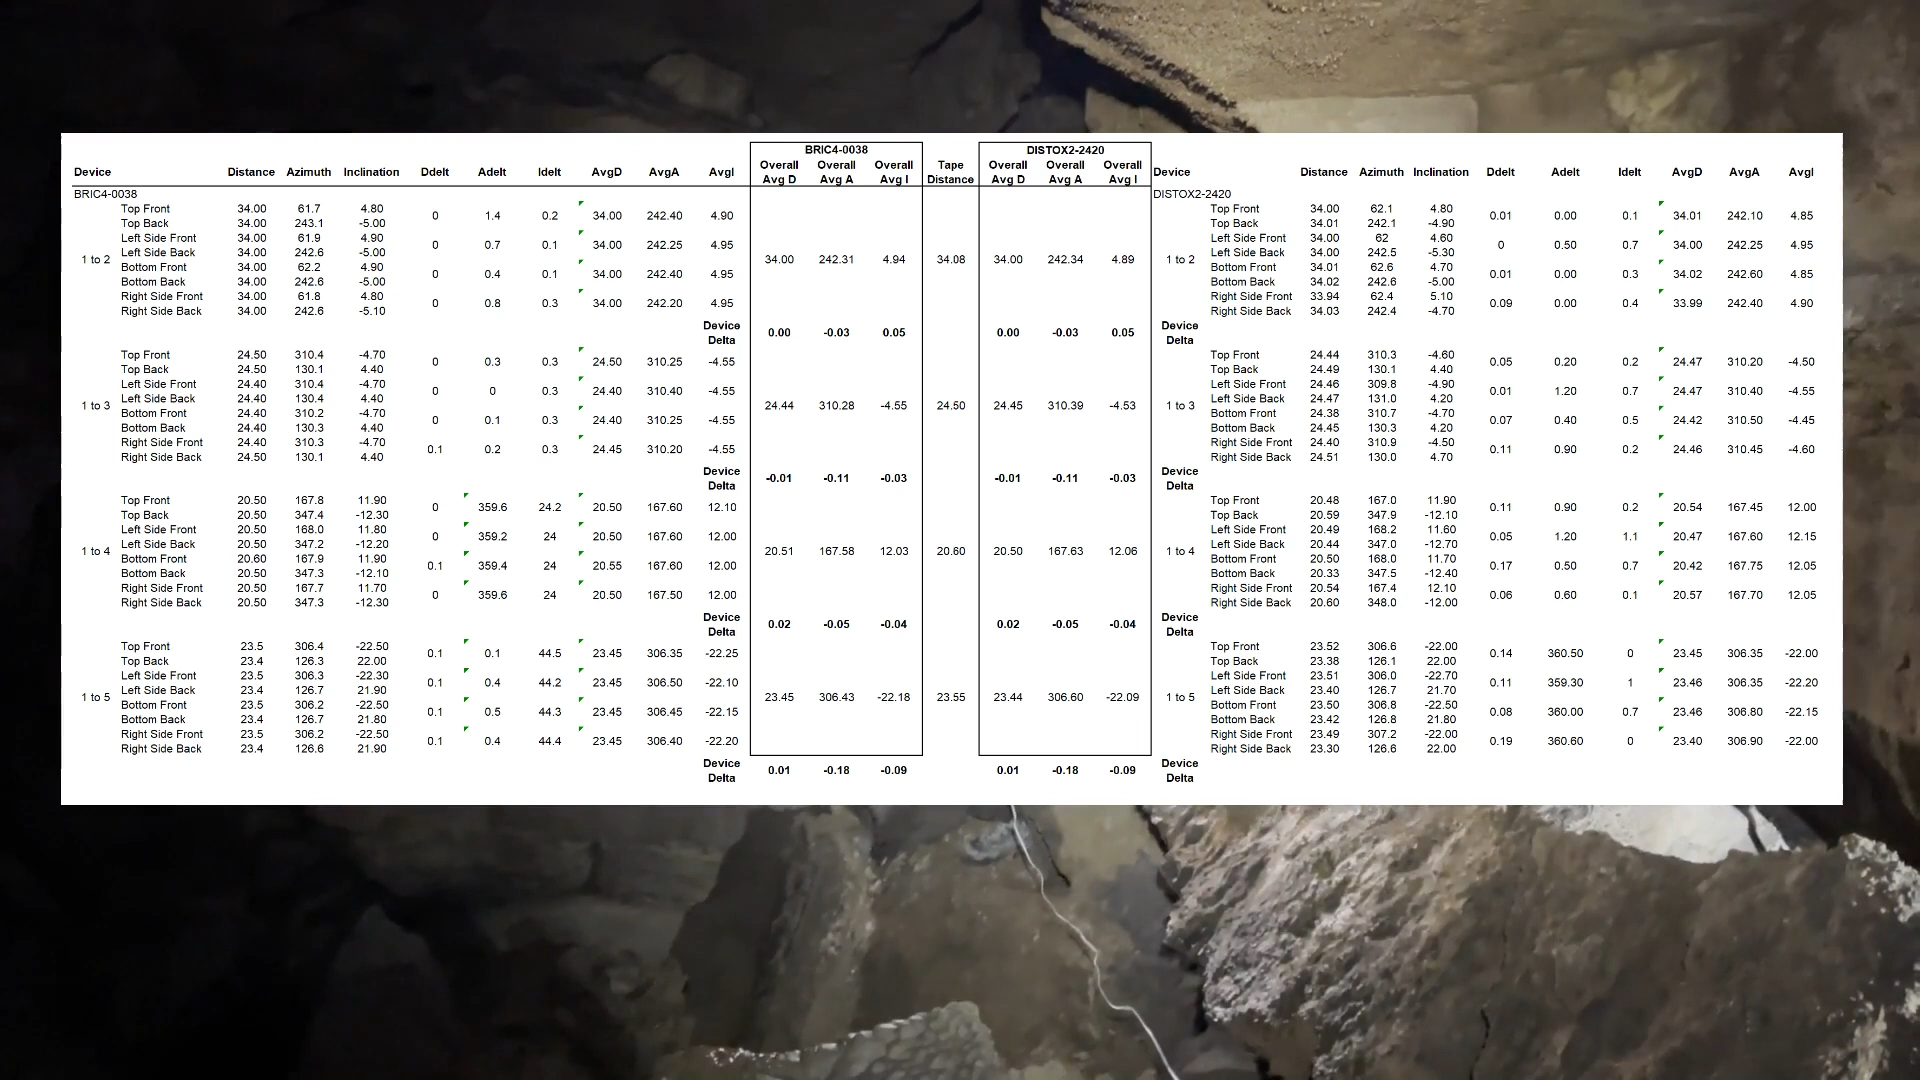 BRIC4-0038 DISTOX2-2420
Overall Overall Overall Tape Overall Overall Overall
Device Distance Azimuth Inclination Ddelt Adelt Idelt AvgD AvgA AvgI Avg D Avg A Avg I Distance Avg D Avg A Avg I Device Distance Azimuth Inclination Ddelt Adelt Idelt AvgD AvgA AvgI
BRIC4-0038 DISTOX2-2420
Top Front 34.00 61.7 4.80 Top Front 34.00 62.1 4.80
0 1.4 0.2 34.00 242.40 4.90 0.01 0.00 0.1 34.01 242.10 4.85
Top Back 34.00 243.1 -5.00 Top Back 34.01 242.1 -4.90
Left Side Front 34.00 61.9 4.90 Left Side Front 34.00 62 4.60
0 0.7 0.1 34.00 242.25 4.95 0 0.50 0.7 34.00 242.25 4.95
Left Side Back 34.00 242.6 -5.00 Left Side Back 34.00 242.5 -5.30
1 to 2 34.00 242.31 4.94 34.08 34.00 242.34 4.89 1 to 2
Bottom Front 34.00 62.2 4.90 Bottom Front 34.01 62.6 4.70
0 0.4 0.1 34.00 242.40 4.95 0.01 0.00 0.3 34.02 242.60 4.85
Bottom Back 34.00 242.6 -5.00 Bottom Back 34.02 242.6 -5.00
Right Side Front 34.00 61.8 4.80 Right Side Front 33.94 62.4 5.10
0 0.8 0.3 34.00 242.20 4.95 0.09 0.00 0.4 33.99 242.40 4.90
Right Side Back 34.00 242.6 -5.10 Right Side Back 34.03 242.4 -4.70
Device Delta 0.00 -0.03 0.05 0.00 -0.03 0.05 Device Delta
Top Front 24.50 310.4 -4.70 Top Front 24.44 310.3 -4.60
0 0.3 0.3 24.50 310.25 -4.55 0.05 0.20 0.2 24.47 310.20 -4.50
Top Back 24.50 130.1 4.40 Top Back 24.49 130.1 4.40
Left Side Front 24.40 310.4 -4.70 Left Side Front 24.46 309.8 -4.90
0 0 0.3 24.40 310.40 -4.55 0.01 1.20 0.7 24.47 310.40 -4.55
Left Side Back 24.40 130.4 4.40 Left Side Back 24.47 131.0 4.20
1 to 3 24.44 310.28 -4.55 24.50 24.45 310.39 -4.53 1 to 3
Bottom Front 24.40 310.2 -4.70 Bottom Front 24.38 310.7 -4.70
0 0.1 0.3 24.40 310.25 -4.55 0.07 0.40 0.5 24.42 310.50 -4.45
Bottom Back 24.40 130.3 4.40 Bottom Back 24.45 130.3 4.20
Right Side Front 24.40 310.3 -4.70 Right Side Front 24.40 310.9 -4.50
0.1 0.2 0.3 24.45 310.20 -4.55 0.11 0.90 0.2 24.46 310.45 -4.60
Right Side Back 24.50 130.1 4.40 Right Side Back 24.51 130.0 4.70
Device Delta -0.01 -0.11 -0.03 -0.01 -0.11 -0.03 Device Delta
Top Front 20.50 167.8 11.90 Top Front 20.48 167.0 11.90
0 359.6 24.2 20.50 167.60 12.10 0.11 0.90 0.2 20.54 167.45 12.00
Top Back 20.50 347.4 -12.30 Top Back 20.59 347.9 -12.10
Left Side Front 20.50 168.0 11.80 Left Side Front 20.49 168.2 11.60
0 359.2 24 20.50 167.60 12.00 0.05 1.20 1.1 20.47 167.60 12.15
Left Side Back 20.50 347.2 -12.20 Left Side Back 20.44 347.0 -12.70
1 to 4 20.51 167.58 12.03 20.60 20.50 167.63 12.06 1 to 4
Bottom Front 20.60 167.9 11.90 Bottom Front 20.50 168.0 11.70
0.1 359.4 24 20.55 167.60 12.00 0.17 0.50 0.7 20.42 167.75 12.05
Bottom Back 20.50 347.3 -12.10 Bottom Back 20.33 347.5 -12.40
Right Side Front 20.50 167.7 11.70 Right Side Front 20.54 167.4 12.10
0 359.6 24 20.50 167.50 12.00 0.06 0.60 0.1 20.57 167.70 12.05
Right Side Back 20.50 347.3 -12.30 Right Side Back 20.60 348.0 -12.00
Device Delta 0.02 -0.05 -0.04 0.02 -0.05 -0.04 Device Delta
Top Front 23.5 306.4 -22.50 Top Front 23.52 306.6 -22.00
0.1 0.1 44.5 23.45 306.35 -22.25 0.14 360.50 0 23.45 306.35 -22.00
Top Back 23.4 126.3 22.00 Top Back 23.38 126.1 22.00
Left Side Front 23.5 306.3 -22.30 Left Side Front 23.51 306.0 -22.70
0.1 0.4 44.2 23.45 306.50 -22.10 0.11 359.30 1 23.46 306.35 -22.20
Left Side Back 23.4 126.7 21.90 Left Side Back 23.40 126.7 21.70
1 to 5 23.45 306.43 -22.18 23.55 23.44 306.60 -22.09 1 to 5
Bottom Front 23.5 306.2 -22.50 Bottom Front 23.50 306.8 -22.50
0.1 0.5 44.3 23.45 306.45 -22.15 0.08 360.00 0.7 23.46 306.80 -22.15
Bottom Back 23.4 126.7 21.80 Bottom Back 23.42 126.8 21.80
Right Side Front 23.5 306.2 -22.50 Right Side Front 23.49 307.2 -22.00
0.1 0.4 44.4 23.45 306.40 -22.20 0.19 360.60 0 23.40 306.90 -22.00
Right Side Back 23.4 126.6 21.90 Right Side Back 23.30 126.6 22.00
Device Delta 0.01 -0.18 -0.09 0.01 -0.18 -0.09 Device Delta